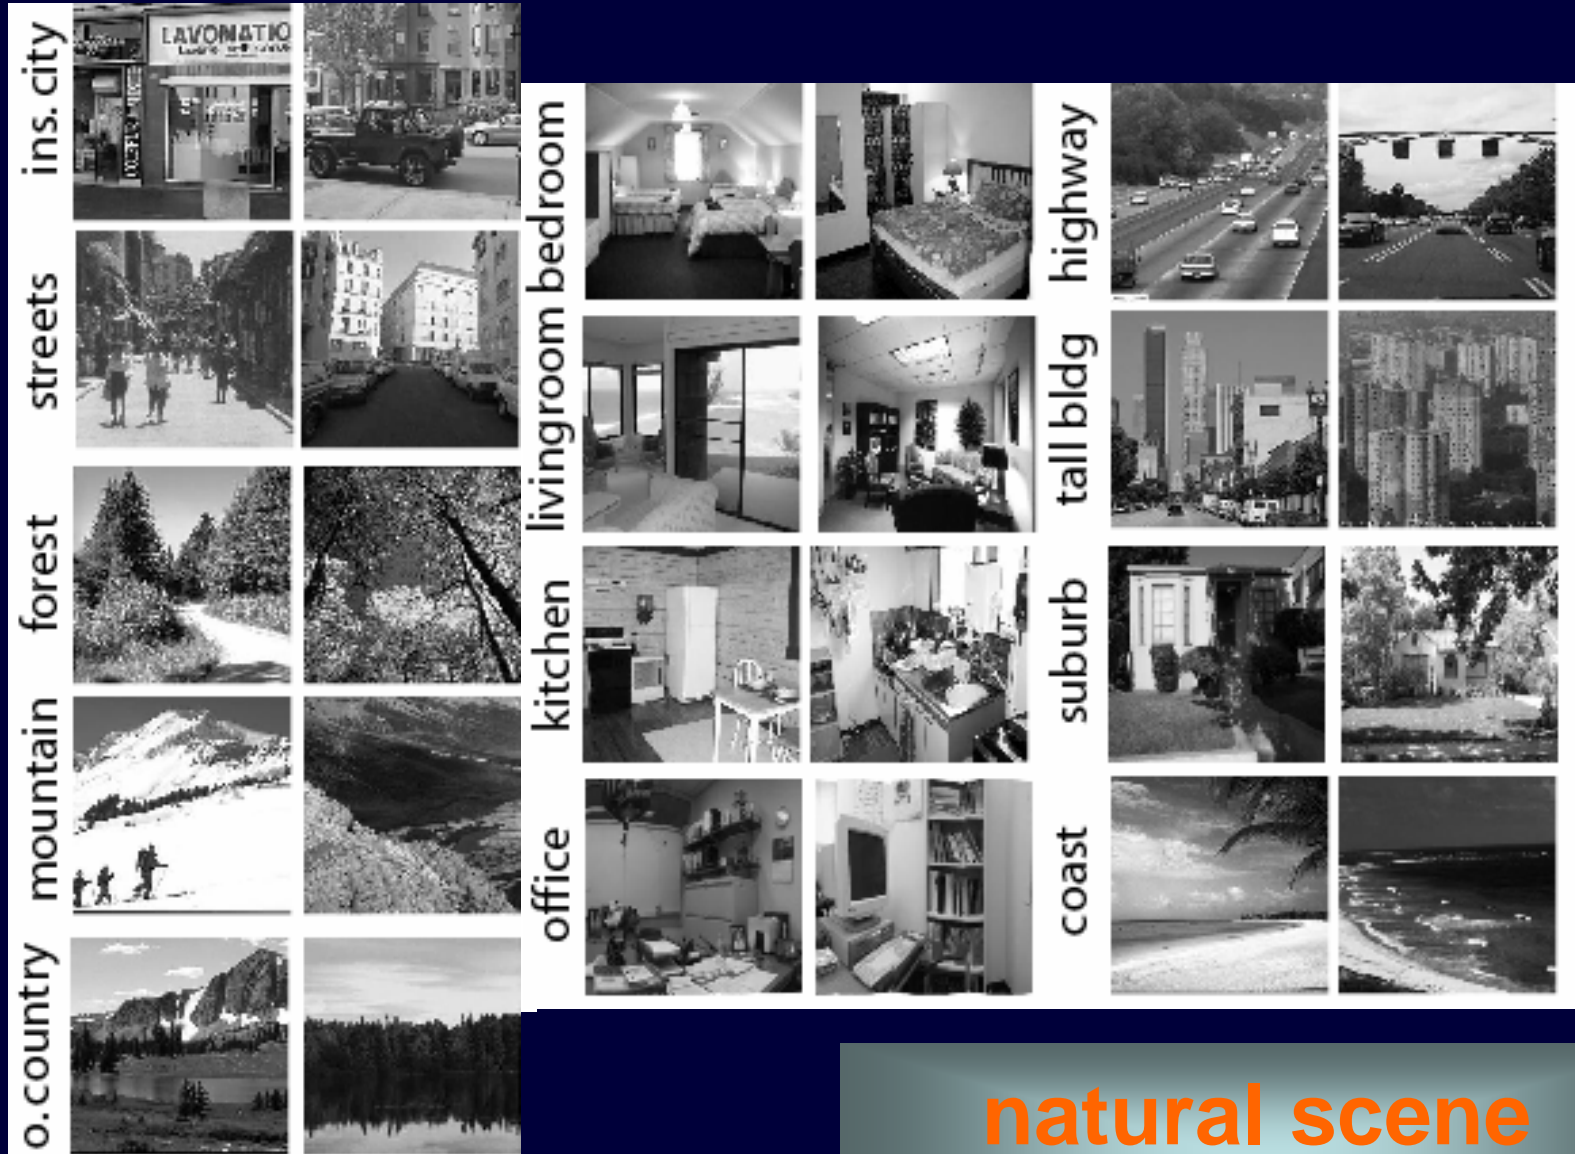 ins. city
LAVOMATIC
streets
forest
mountain
o. country
bedroom
livingroom
kitchen
office
highway
tall bldg
suburb
coast
natural scene